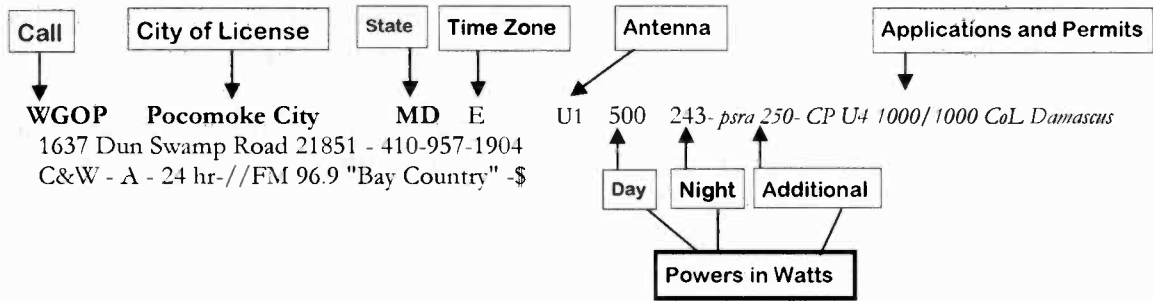 Call City of License State Time Zone Antenna Applications and Permits
WGOP Pocomoke City MD E U1 500 243- psra 250- CP U4 1000/1000 CoL Damascus
1637 Dun Swamp Road 21851 - 410-957-1904
C&W - A - 24 hr-//FM 96.9 "Bay Country" -$
Day Night Additional
Powers in Watts